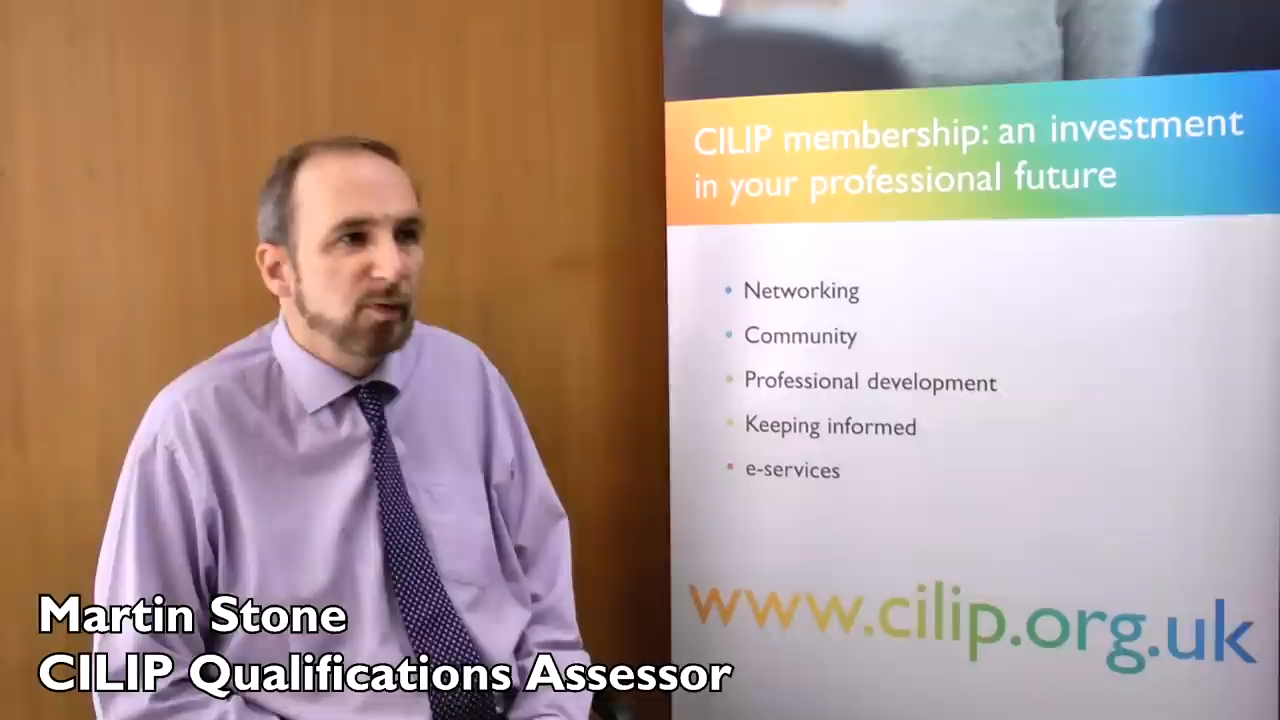 CILIP membership: an investment
in your professional future
• Networking
• Community
• Professional development
• Keeping informed
• e-services
www.cilip.org.uk
Martin Stone
CILIP Qualifications Assessor